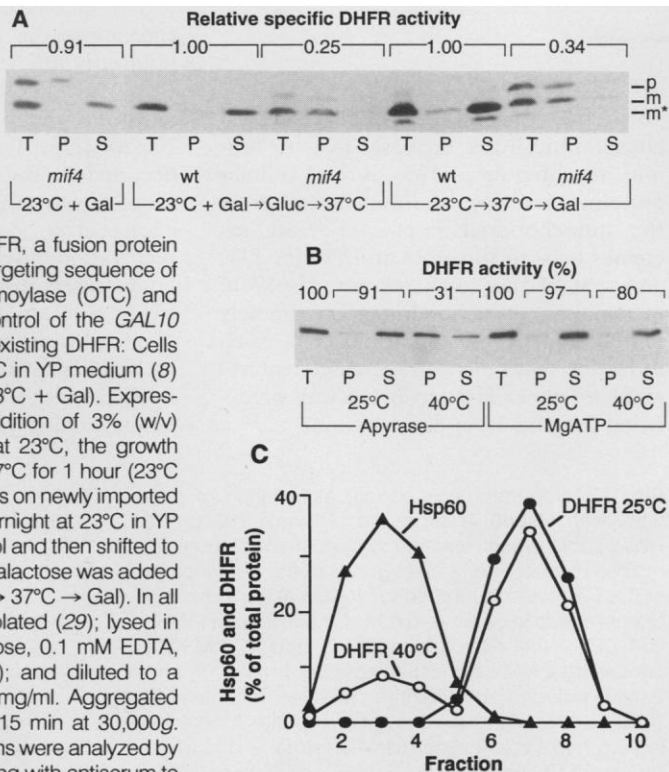 A
Relative specific DHFR activity
0.91 1.00 0.25 1.00 0.34
p
m
m*
T P S T P S T P S T P S T P S
mif4 wt mif4 wt mif4
23°C + Gal 23°C + Gal→Gluc→37°C 23°C→37°C→Gal
FR, a fusion protein
rgeting sequence of
moylase (OTC) and
ontrol of the GAL10
existing DHFR: Cells
C in YP medium (8)
3°C + Gal). Expres-
dition of 3% (w/v)
at 23°C, the growth
7°C for 1 hour (23°C
s on newly imported
ernight at 23°C in YP
ol and then shifted to
alactose was added
→ 37°C → Gal). In all
olated (29); lysed in
ose, 0.1 mM EDTA,
); and diluted to a
mg/ml. Aggregated
15 min at 30,000g.
ns were analyzed by
ng with antiserum to
B
DHFR activity (%)
100 91 31 100 97 80
T P S P S T P S P S
25°C 40°C 25°C 40°C
Apyrase MgATP
C
Hsp60 and DHFR
(% of total protein)
40
20
0
Hsp60
DHFR 25°C
DHFR 40°C
2 4 6 8 10
Fraction